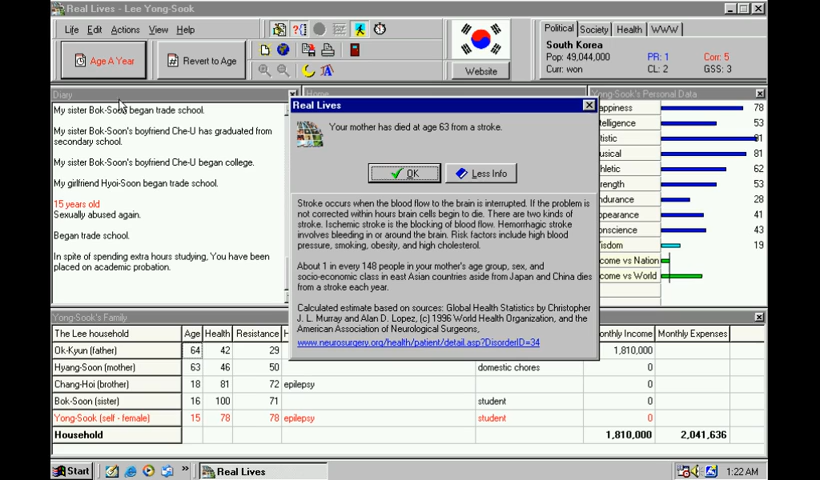 Real Lives - Lee Yong-Sook
Life Edit Actions View Help
Age A Year
Revert to Age
Website
Political Society Health WWW
South Korea
Pop: 49,044,000 PR: 1 Corr: 5
Curr: won CL: 2 GSS: 3
Diary
My sister Bok-Soo's began trade school.
My sister Bok-Soon's boyfriend Che-U has graduated from
secondary school.
My sister Bok-Soon's boyfriend Che-U began college.
My girlfriend Hyoi-Soon began trade school.
15 years old
Sexually abused again.
Began trade school.
In spite of spending extra hours studying, You have been
placed on academic probation.
Home
Real Lives
Your mother has died at age 63 from a stroke.
OK
Less Info
Stroke occurs when the blood flow to the brain is interrupted. If the problem is
not corrected within hours brain cells begin to die. There are two kinds of
stroke. Ischemic stroke is the blocking of blood flow. Hemorrhagic stroke
involves bleeding in or around the brain. Risk factors include high blood
pressure, smoking, obesity, and high cholesterol.
About 1 in every 148 people in your mother's age group, sex, and
socio-economic class in east Asian countries aside from Japan and China dies
from a stroke each year.
Calculated estimate based on sources: Global Health Statistics by Christopher
J. L. Murray and Alan D. Lopez, (c) 1996 World Health Organization, and the
American Association of Neurological Surgeons,
www.neurosurgery.org/health/patient/detail.asp?DisorderID=34
Yong-Sook's Personal Data
appiness 78
telligence 53
tistic 81
usical 81
thletic 62
rength 53
ndurance 28
ppearance 41
onscience 43
isdom 19
come vs Nation
come vs World
Yong-Sook's Family
The Lee household Age Health Resistance H onthly Income Monthly Expenses
Ok-Kyun (father) 64 42 29 1,810,000
Hyang-Soon (mother) 63 46 50 domestic chores 0
Chang-Hoi (brother) 18 81 72 epilepsy 0
Bok-Soon (sister) 16 100 71 student 0
Yong-Sook (self - female) 15 78 78 epilepsy student 0
Household 1,810,000 2,041,636
Start
Real Lives
1:22 AM